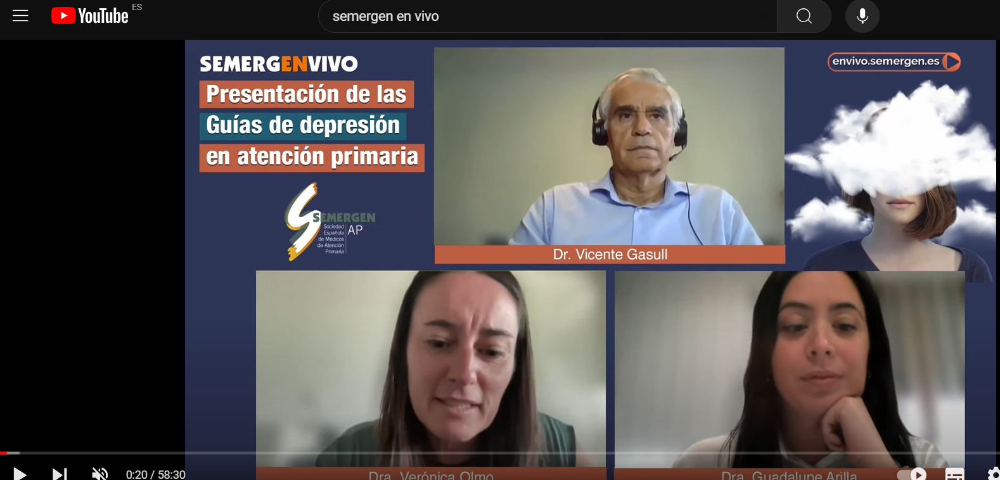 YouTube ES
semergen en vivo
SEMERGENVIVO
Presentación de las
Guías de depresión
en atención primaria
SEMERGEN
Sociedad
Española
de Médicos
de Atención
Primaria
AP
envivo.semergen.es
Dr. Vicente Gasull
Dra. Verónica Olmo
Dra. Guadalupe Arilla
0:20 / 58:30